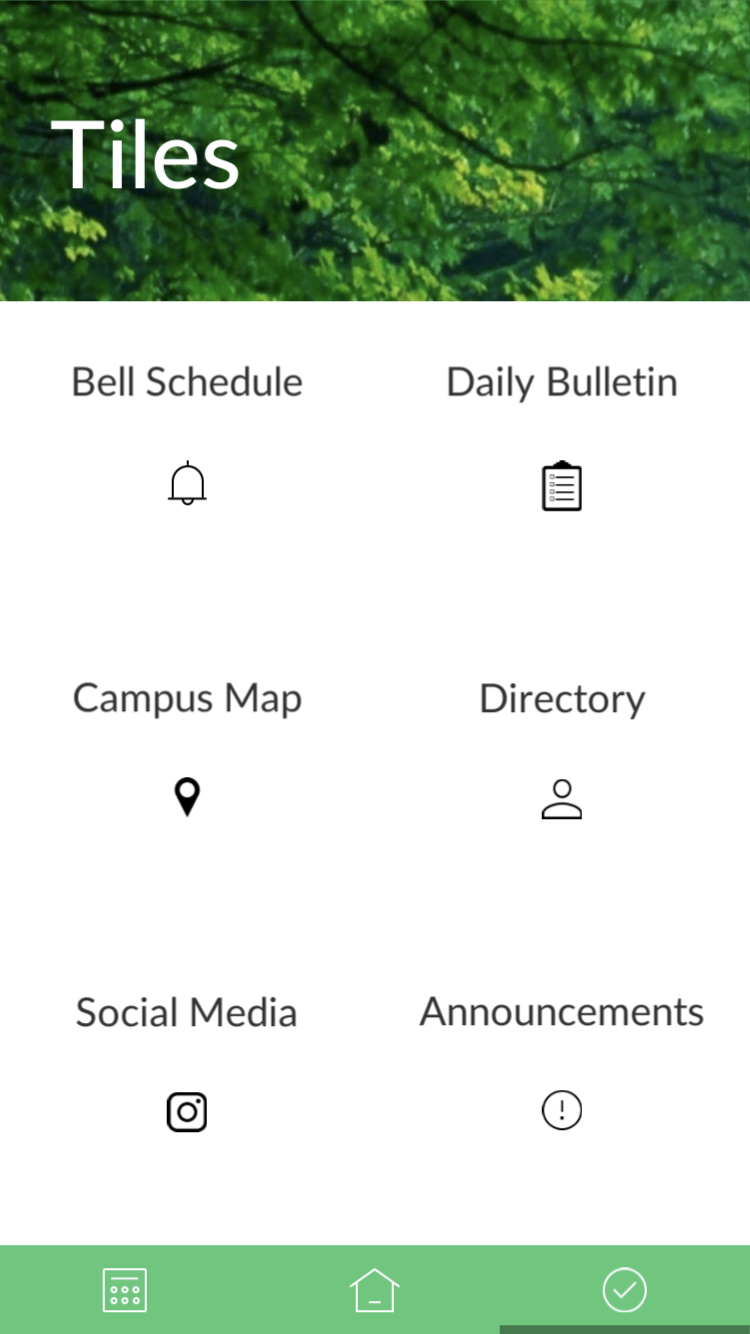 Tiles
Bell Schedule
Daily Bulletin
Campus Map
Directory
Social Media
Announcements